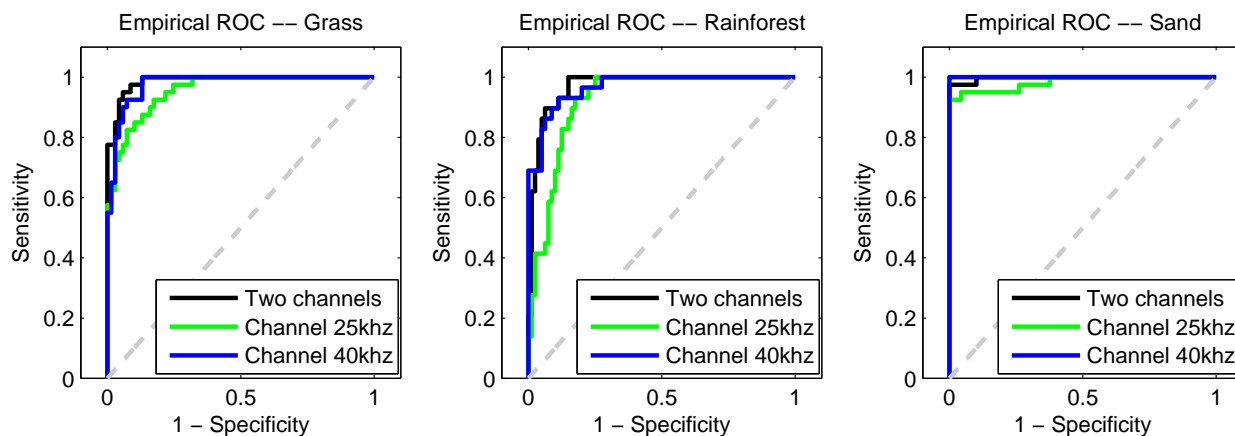 Empirical ROC −− Grass
1
0.8
0.6
0.4
0.2
0
Sensitivity
0 0.5 1
1 − Specificity
Two channels
Channel 25khz
Channel 40khz
Empirical ROC −− Rainforest
1
0.8
0.6
0.4
0.2
0
Sensitivity
0 0.5 1
1 − Specificity
Two channels
Channel 25khz
Channel 40khz
Empirical ROC −− Sand
1
0.8
0.6
0.4
0.2
0
Sensitivity
0 0.5 1
1 − Specificity
Two channels
Channel 25khz
Channel 40khz